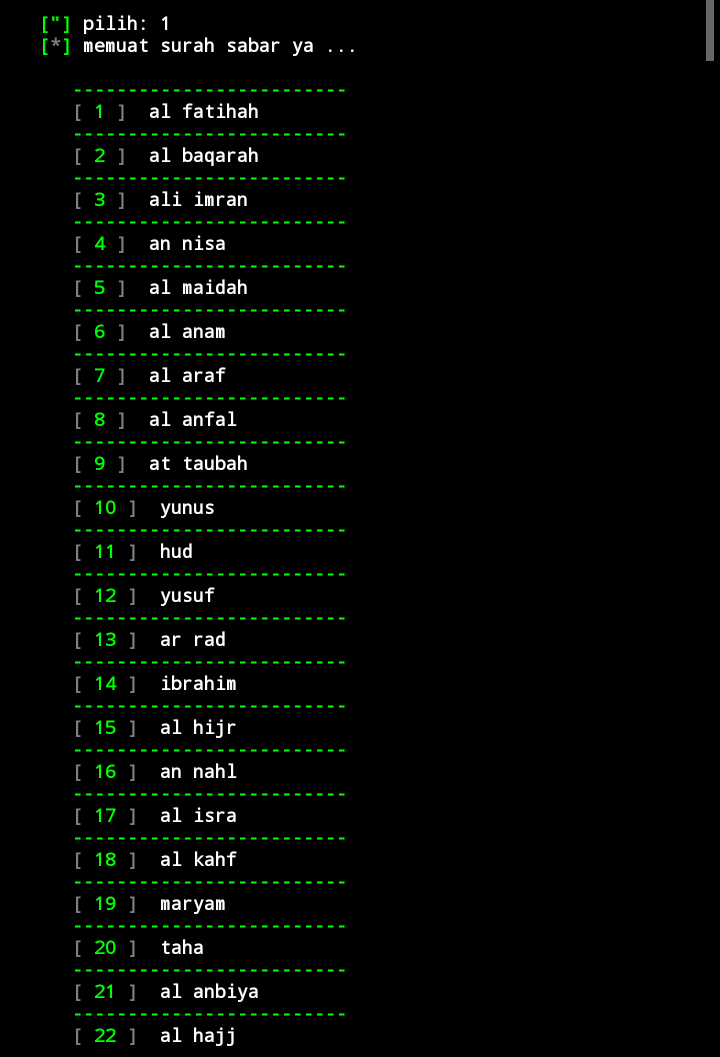 ["] pilih: 1
[*] memuat surah sabar ya ...
-------------------------
[ 1 ]  al fatihah
-------------------------
[ 2 ]  al baqarah
-------------------------
[ 3 ]  ali imran
-------------------------
[ 4 ]  an nisa
-------------------------
[ 5 ]  al maidah
-------------------------
[ 6 ]  al anam
-------------------------
[ 7 ]  al araf
-------------------------
[ 8 ]  al anfal
-------------------------
[ 9 ]  at taubah
-------------------------
[ 10 ]  yunus
-------------------------
[ 11 ]  hud
-------------------------
[ 12 ]  yusuf
-------------------------
[ 13 ]  ar rad
-------------------------
[ 14 ]  ibrahim
-------------------------
[ 15 ]  al hijr
-------------------------
[ 16 ]  an nahl
-------------------------
[ 17 ]  al isra
-------------------------
[ 18 ]  al kahf
-------------------------
[ 19 ]  maryam
-------------------------
[ 20 ]  taha
-------------------------
[ 21 ]  al anbiya
-------------------------
[ 22 ]  al hajj